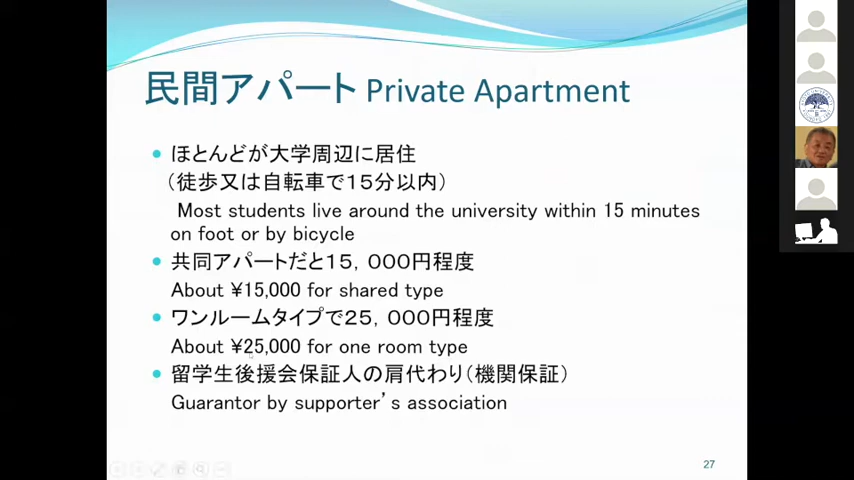 民間アパート Private Apartment
ほとんどが大学周辺に居住
（徒歩又は自転車で１５分以内）
Most students live around the university within 15 minutes
on foot or by bicycle
共同アパートだと１５，０００円程度
About ¥15,000 for shared type
ワンルームタイプで２５，０００円程度
About ¥25,000 for one room type
留学生後援会保証人の肩代わり（機関保証）
Guarantor by supporter’s association
27